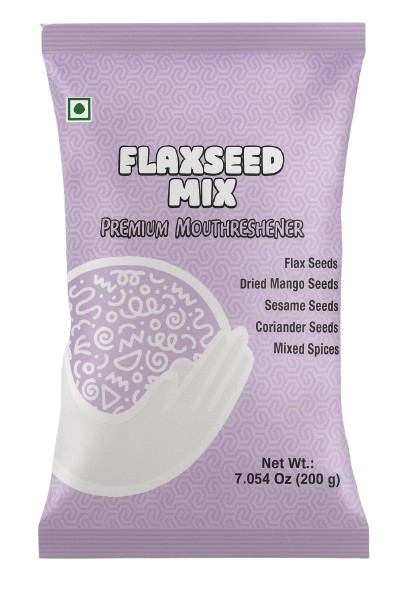 FLAXSEED
MIX
PREMIUM MOUTHRESHENER
Flax Seeds
Dried Mango Seeds
Sesame Seeds
Coriander Seeds
Mixed Spices
Net Wt.:
7.054 Oz (200 g)